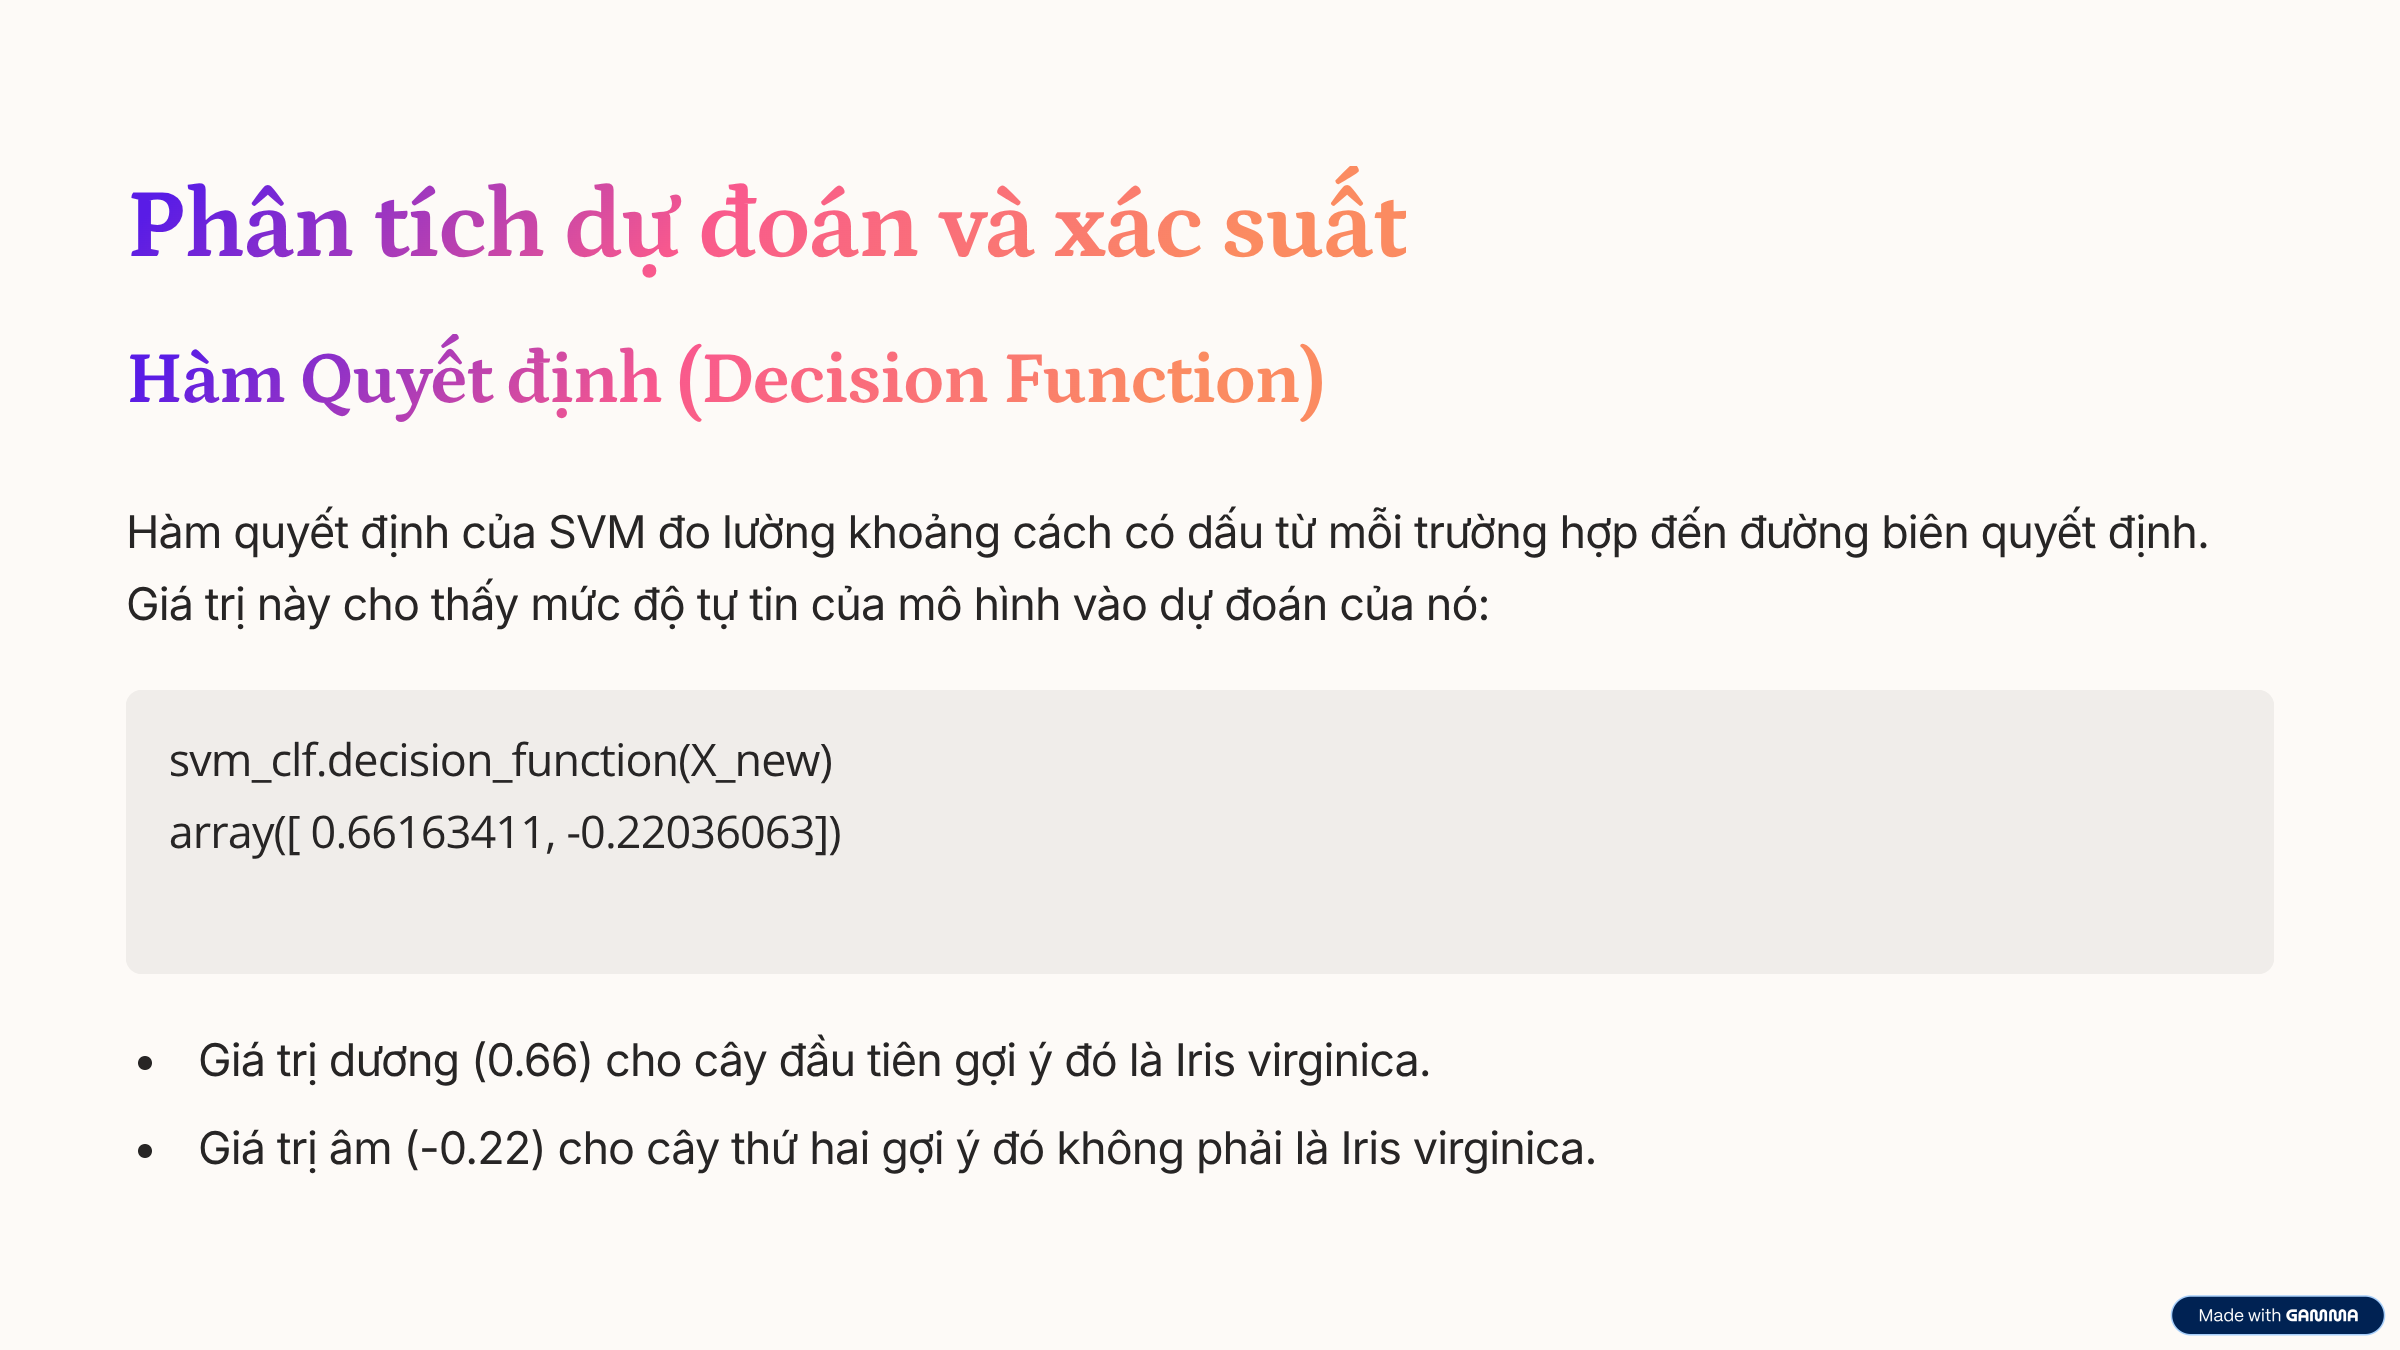 Phân tích dự đoán và xác suất
Hàm Quyết định (Decision Function)
Hàm quyết định của SVM đo lường khoảng cách có dấu từ mỗi trường hợp đến đường biên quyết định.
Giá trị này cho thấy mức độ tự tin của mô hình vào dự đoán của nó:
svm_clf.decision_function(X_new)
array([ 0.66163411, -0.22036063])
• Giá trị dương (0.66) cho cây đầu tiên gợi ý đó là Iris virginica.
• Giá trị âm (-0.22) cho cây thứ hai gợi ý đó không phải là Iris virginica.
Made with GAMMA